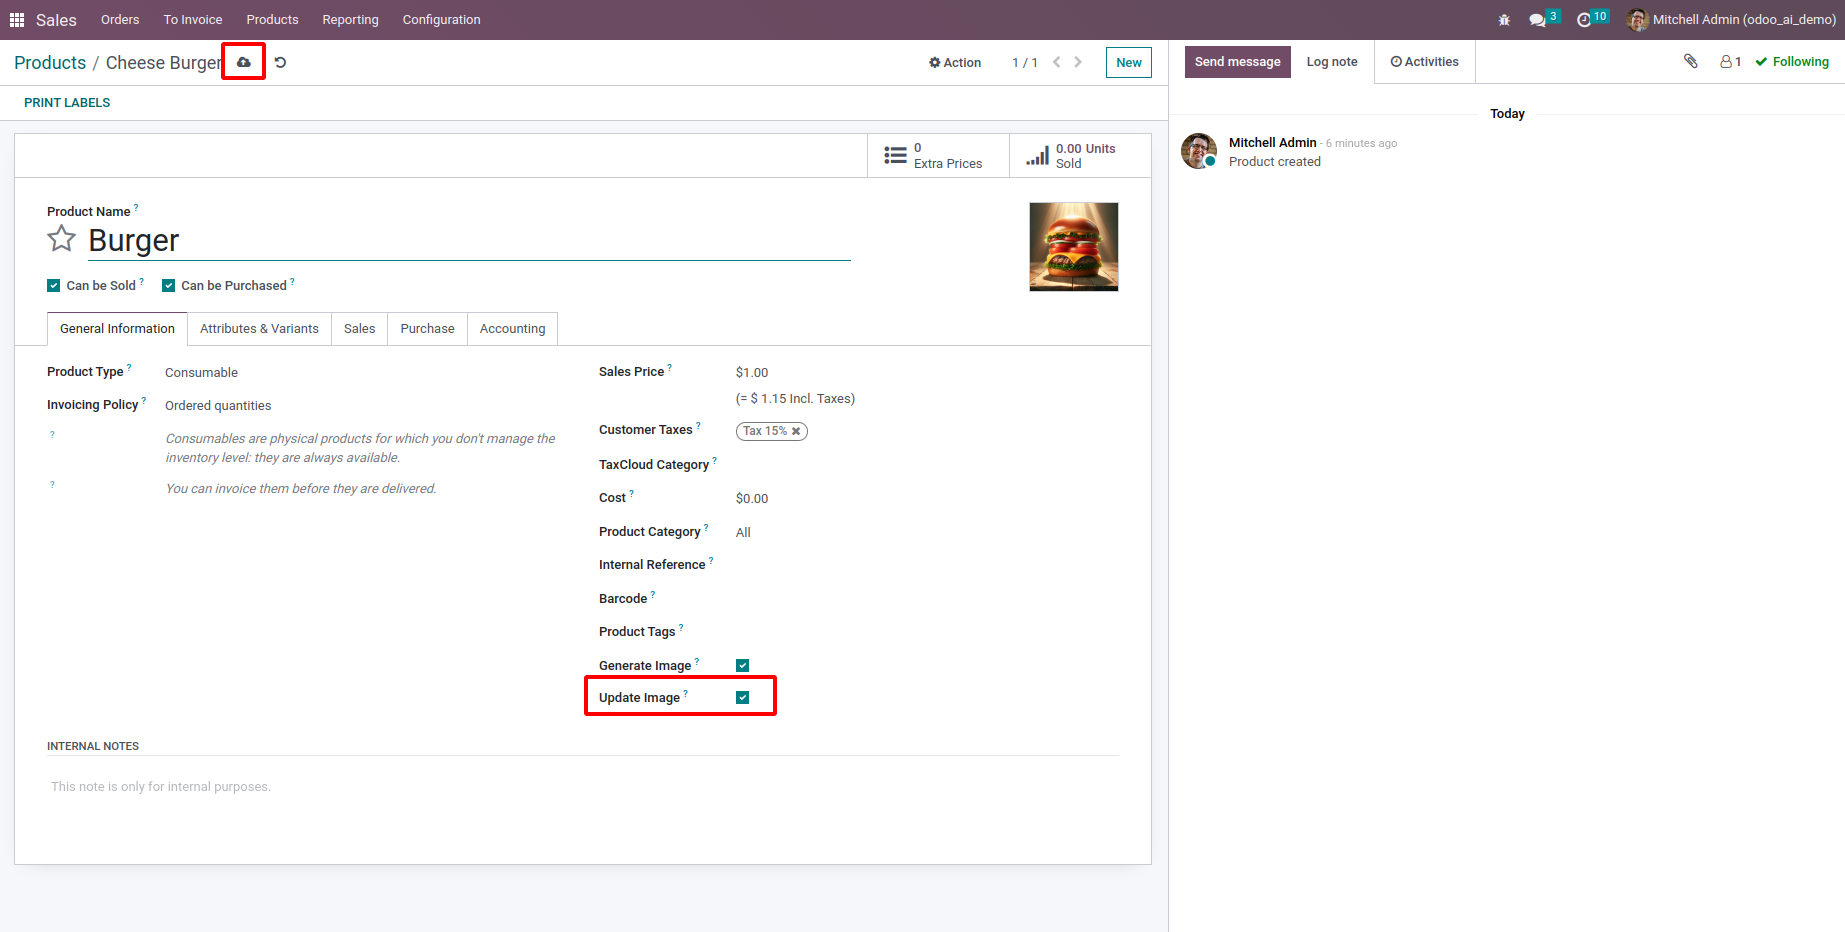 Sales Orders To Invoice Products Reporting Configuration 3 10 Mitchell Admin (odoo_ai_demo)
Products / Cheese Burger Action 1 / 1 New Send message Log note Activities 1 Following
PRINT LABELS
0
Extra Prices
0.00 Units
Sold
Product Name ?
Burger
Can be Sold ? Can be Purchased ?
General Information Attributes & Variants Sales Purchase Accounting
Product Type ? Consumable
Invoicing Policy ? Ordered quantities
? Consumables are physical products for which you don't manage the
inventory level: they are always available.
? You can invoice them before they are delivered.
Sales Price ? $1.00
(= $ 1.15 Incl. Taxes)
Customer Taxes ? Tax 15%
TaxCloud Category ?
Cost ? $0.00
Product Category ? All
Internal Reference ?
Barcode ?
Product Tags ?
Generate Image ?
Update Image ?
INTERNAL NOTES
This note is only for internal purposes.
Today
Mitchell Admin - 6 minutes ago
Product created